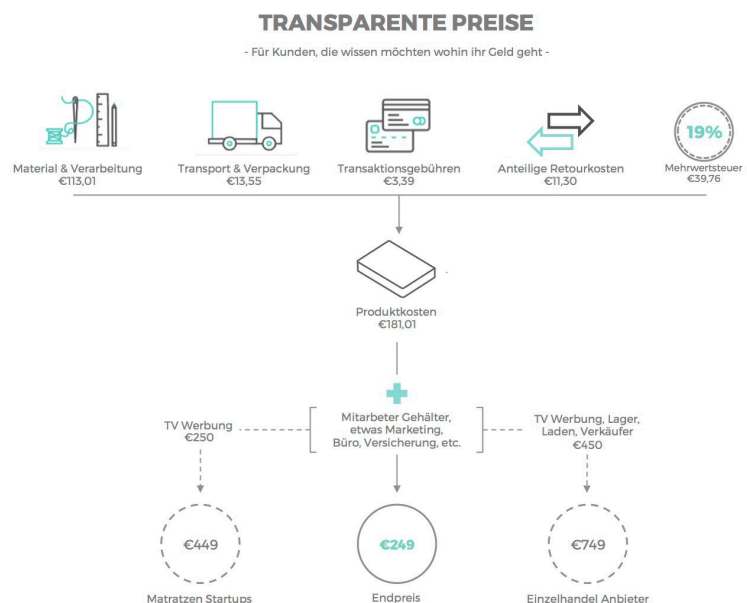 TRANSPARENTE PREISE
- Für Kunden, die wissen möchten wohin ihr Geld geht -
19%
Material & Verarbeitung
€113,01
Transport & Verpackung
€13,55
Transaktionsgebühren
€3,39
Anteilige Retourkosten
€11,30
Mehrwertsteuer
€39,76
Produktkosten
€181,01
TV Werbung
€250
Mitarbeter Gehälter,
etwas Marketing,
Büro, Versicherung, etc.
TV Werbung, Lager,
Laden, Verkäufer
€450
€449
€249
€749
Matratzen Startups
Endpreis
Einzelhandel Anbieter